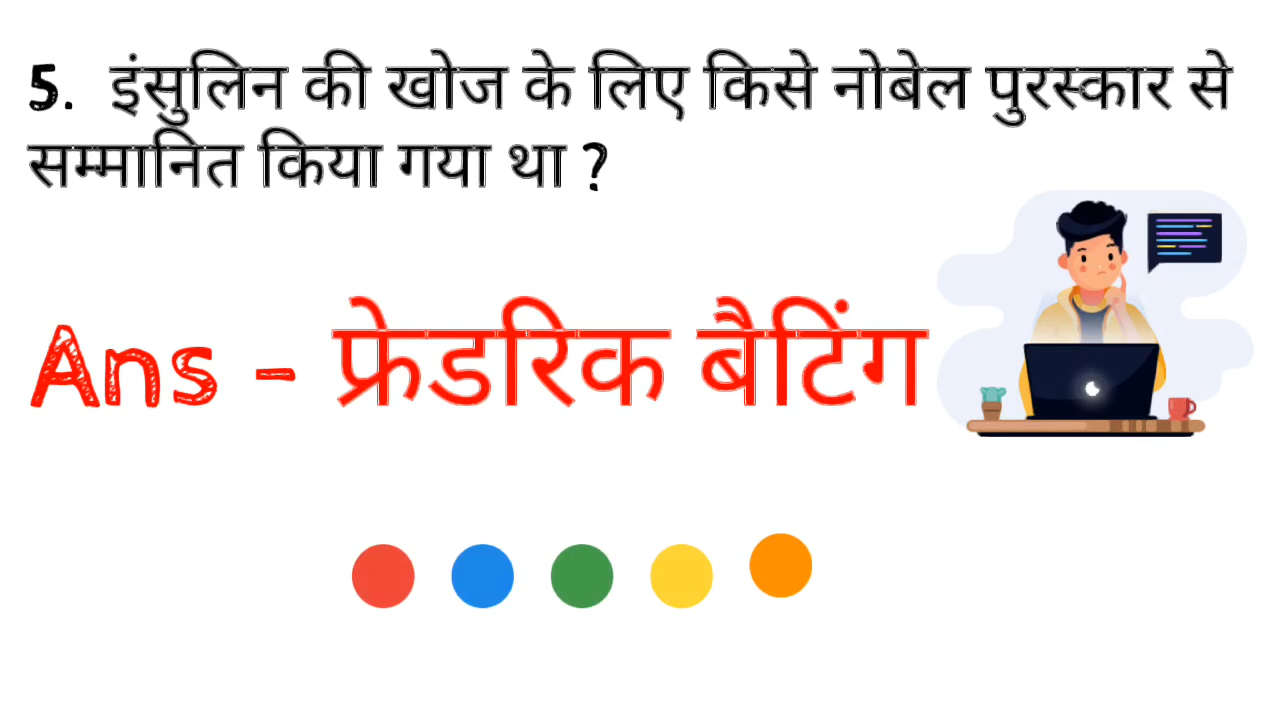 5. इंसुलिन की खोज के लिए किसे नोबेल पुरस्कार से
सम्मानित किया गया था ?
Ans - फ्रेडरिक बैटिंग